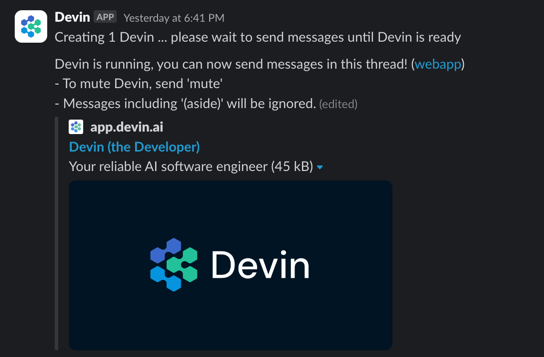 Devin APP Yesterday at 6:41 PM
Creating 1 Devin ... please wait to send messages until Devin is ready
Devin is running, you can now send messages in this thread! (webapp)
- To mute Devin, send 'mute'
- Messages including '(aside)' will be ignored. (edited)
app.devin.ai
Devin (the Developer)
Your reliable AI software engineer (45 kB)
Devin